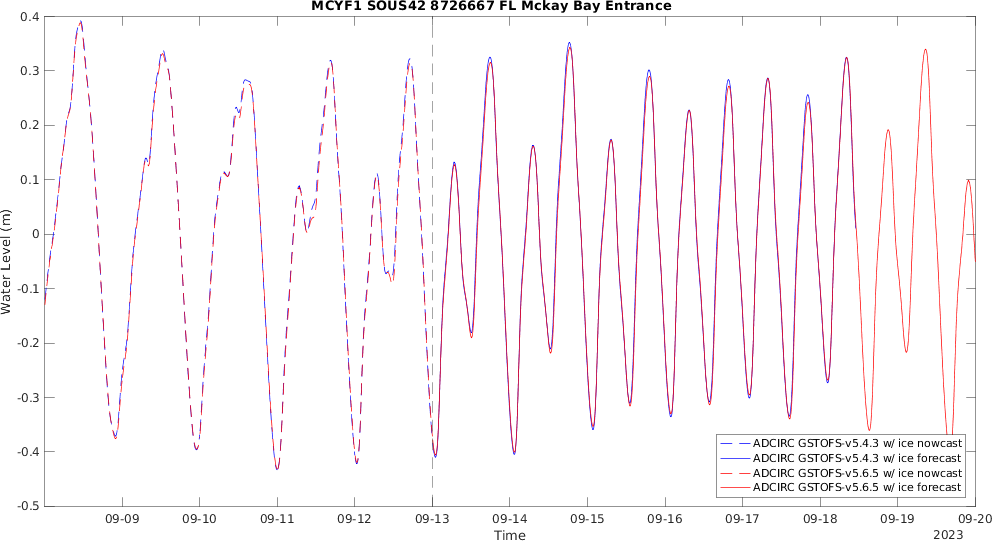 MCYF1 SOUS42 8726667 FL Mckay Bay Entrance
Water Level (m)
0.4
0.3
0.2
0.1
0
-0.1
-0.2
-0.3
-0.4
-0.5
ADCIRC GSTOFS-v5.4.3 w/ ice nowcast
ADCIRC GSTOFS-v5.4.3 w/ ice forecast
ADCIRC GSTOFS-v5.6.5 w/ ice nowcast
ADCIRC GSTOFS-v5.6.5 w/ ice forecast
09-09 09-10 09-11 09-12 09-13 09-14 09-15 09-16 09-17 09-18 09-19 09-20
Time
2023